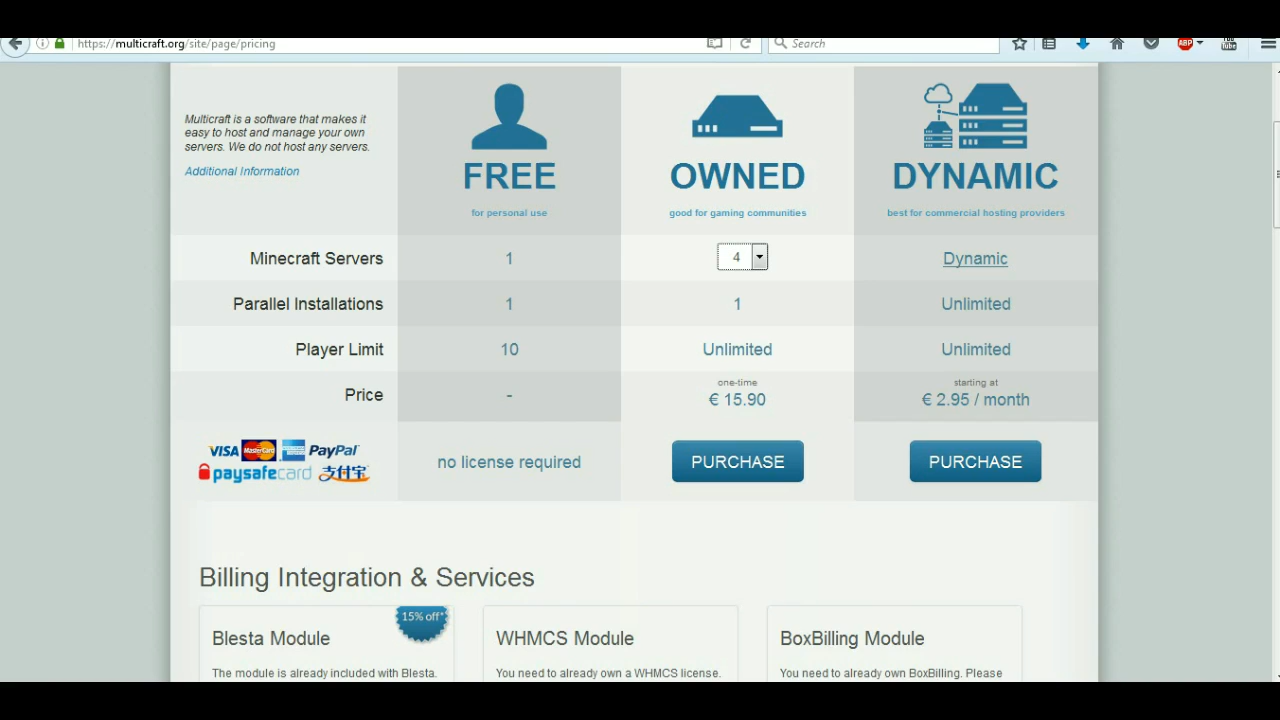 https://multicraft.org/site/page/pricing
Search
ABP
You Tube
Multicraft is a software that makes it
easy to host and manage your own
servers. We do not host any servers.
Additional Information
FREE
for personal use
OWNED
good for gaming communities
DYNAMIC
best for commercial hosting providers
Minecraft Servers 1 4 Dynamic
Parallel Installations 1 1 Unlimited
Player Limit 10 Unlimited Unlimited
one-time starting at
Price - € 15.90 € 2.95 / month
VISA MasterCard PayPal
paysafecard 支付宝
no license required PURCHASE PURCHASE
Billing Integration & Services
15% off*
Blesta Module
The module is already included with Blesta.
WHMCS Module
You need to already own a WHMCS license.
BoxBilling Module
You need to already own BoxBilling. Please